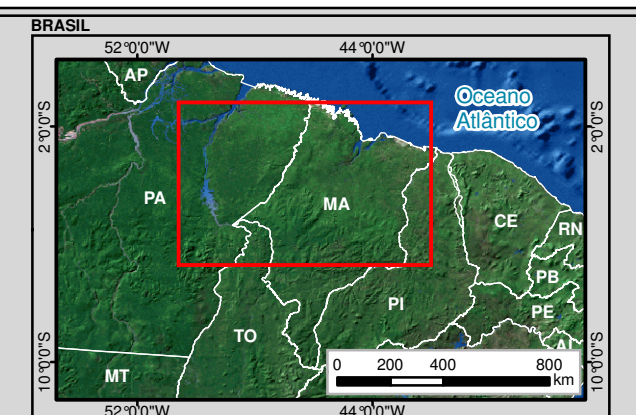 BRASIL
52°0'0"W 44°0'0"W
AP
Oceano
Atlântico
2°0'0"S 2°0'0"S
PA
MA
CE
RN
PB
PI
PE
TO
AL
0 200 400 800
km
MT
10°0'0"S 10°0'0"S
52°0'0"W 44°0'0"W